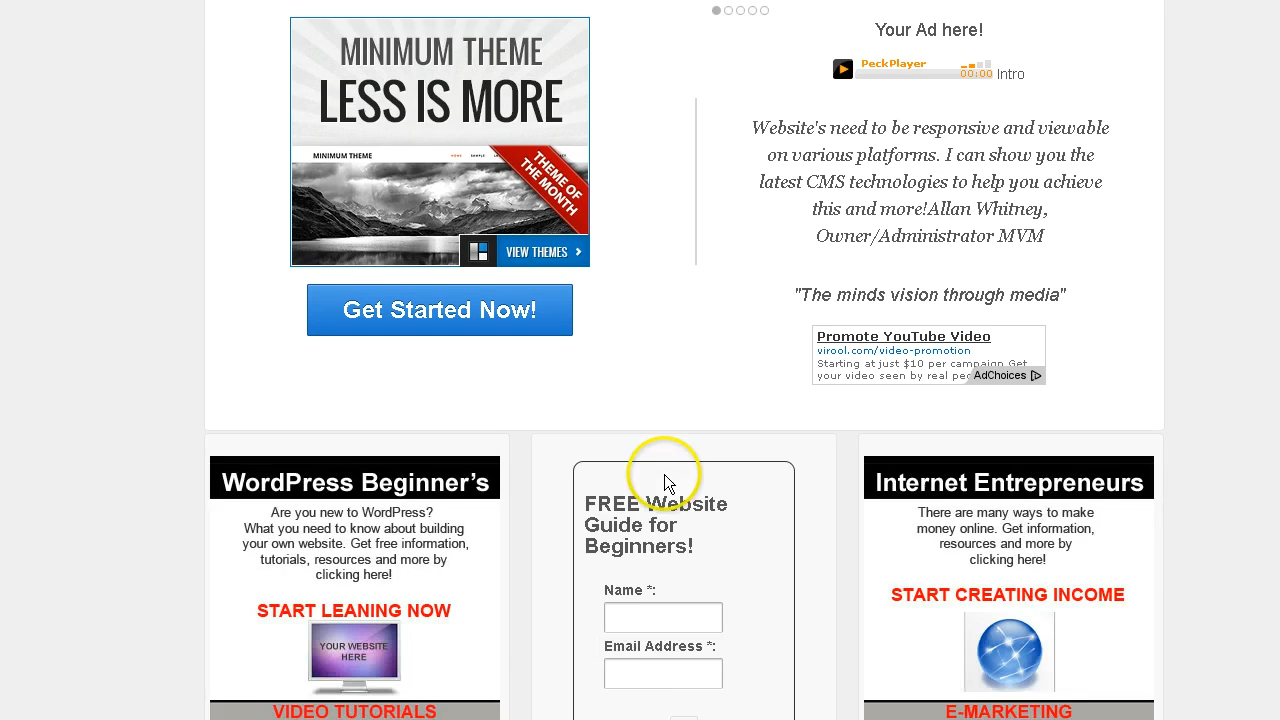 MINIMUM THEME
LESS IS MORE
MINIMUM THEME
HOME
SAMPLE
THEME OF
THE MONTH
VIEW THEMES
Get Started Now!
Your Ad here!
PeckPlayer
00:00 Intro
Website's need to be responsive and viewable
on various platforms. I can show you the
latest CMS technologies to help you achieve
this and more!Allan Whitney,
Owner/Administrator MVM
"The minds vision through media"
Promote YouTube Video
virool.com/video-promotion
Starting at just $10 per campaign Get
your video seen by real
AdChoices
WordPress Beginner's
Are you new to WordPress?
What you need to know about building
your own website. Get free information,
tutorials, resources and more by
clicking here!
START LEANING NOW
YOUR WEBSITE
HERE
VIDEO TUTORIALS
FREE Website
Guide for
Beginners!
Name *:
Email Address *:
Internet Entrepreneurs
There are many ways to make
money online. Get information,
resources and more by
clicking here!
START CREATING INCOME
E-MARKETING